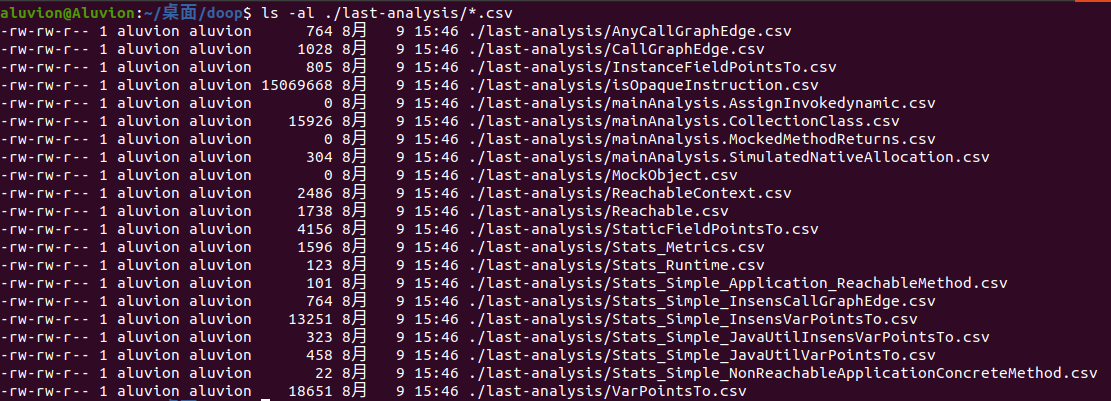 aluvion@Aluvion:~/桌面/doop$ ls -al ./last-analysis/*.csv
-rw-rw-r-- 1 aluvion aluvion      764 8月   9 15:46 ./last-analysis/AnyCallGraphEdge.csv
-rw-rw-r-- 1 aluvion aluvion     1028 8月   9 15:46 ./last-analysis/CallGraphEdge.csv
-rw-rw-r-- 1 aluvion aluvion      805 8月   9 15:46 ./last-analysis/InstanceFieldPointsTo.csv
-rw-rw-r-- 1 aluvion aluvion 15069668 8月   9 15:46 ./last-analysis/isOpaqueInstruction.csv
-rw-rw-r-- 1 aluvion aluvion        0 8月   9 15:46 ./last-analysis/mainAnalysis.AssignInvokedynamic.csv
-rw-rw-r-- 1 aluvion aluvion    15926 8月   9 15:46 ./last-analysis/mainAnalysis.CollectionClass.csv
-rw-rw-r-- 1 aluvion aluvion        0 8月   9 15:46 ./last-analysis/mainAnalysis.MockedMethodReturns.csv
-rw-rw-r-- 1 aluvion aluvion      304 8月   9 15:46 ./last-analysis/mainAnalysis.SimulatedNativeAllocation.csv
-rw-rw-r-- 1 aluvion aluvion        0 8月   9 15:46 ./last-analysis/MockObject.csv
-rw-rw-r-- 1 aluvion aluvion     2486 8月   9 15:46 ./last-analysis/ReachableContext.csv
-rw-rw-r-- 1 aluvion aluvion     1738 8月   9 15:46 ./last-analysis/Reachable.csv
-rw-rw-r-- 1 aluvion aluvion     4156 8月   9 15:46 ./last-analysis/StaticFieldPointsTo.csv
-rw-rw-r-- 1 aluvion aluvion     1596 8月   9 15:46 ./last-analysis/Stats_Metrics.csv
-rw-rw-r-- 1 aluvion aluvion      123 8月   9 15:46 ./last-analysis/Stats_Runtime.csv
-rw-rw-r-- 1 aluvion aluvion      101 8月   9 15:46 ./last-analysis/Stats_Simple_Application_ReachableMethod.csv
-rw-rw-r-- 1 aluvion aluvion      764 8月   9 15:46 ./last-analysis/Stats_Simple_InsensCallGraphEdge.csv
-rw-rw-r-- 1 aluvion aluvion    13251 8月   9 15:46 ./last-analysis/Stats_Simple_InsensVarPointsTo.csv
-rw-rw-r-- 1 aluvion aluvion      323 8月   9 15:46 ./last-analysis/Stats_Simple_JavaUtilInsensVarPointsTo.csv
-rw-rw-r-- 1 aluvion aluvion      458 8月   9 15:46 ./last-analysis/Stats_Simple_JavaUtilVarPointsTo.csv
-rw-rw-r-- 1 aluvion aluvion       22 8月   9 15:46 ./last-analysis/Stats_Simple_NonReachableApplicationConcreteMethod.csv
-rw-rw-r-- 1 aluvion aluvion    18651 8月   9 15:46 ./last-analysis/VarPointsTo.csv